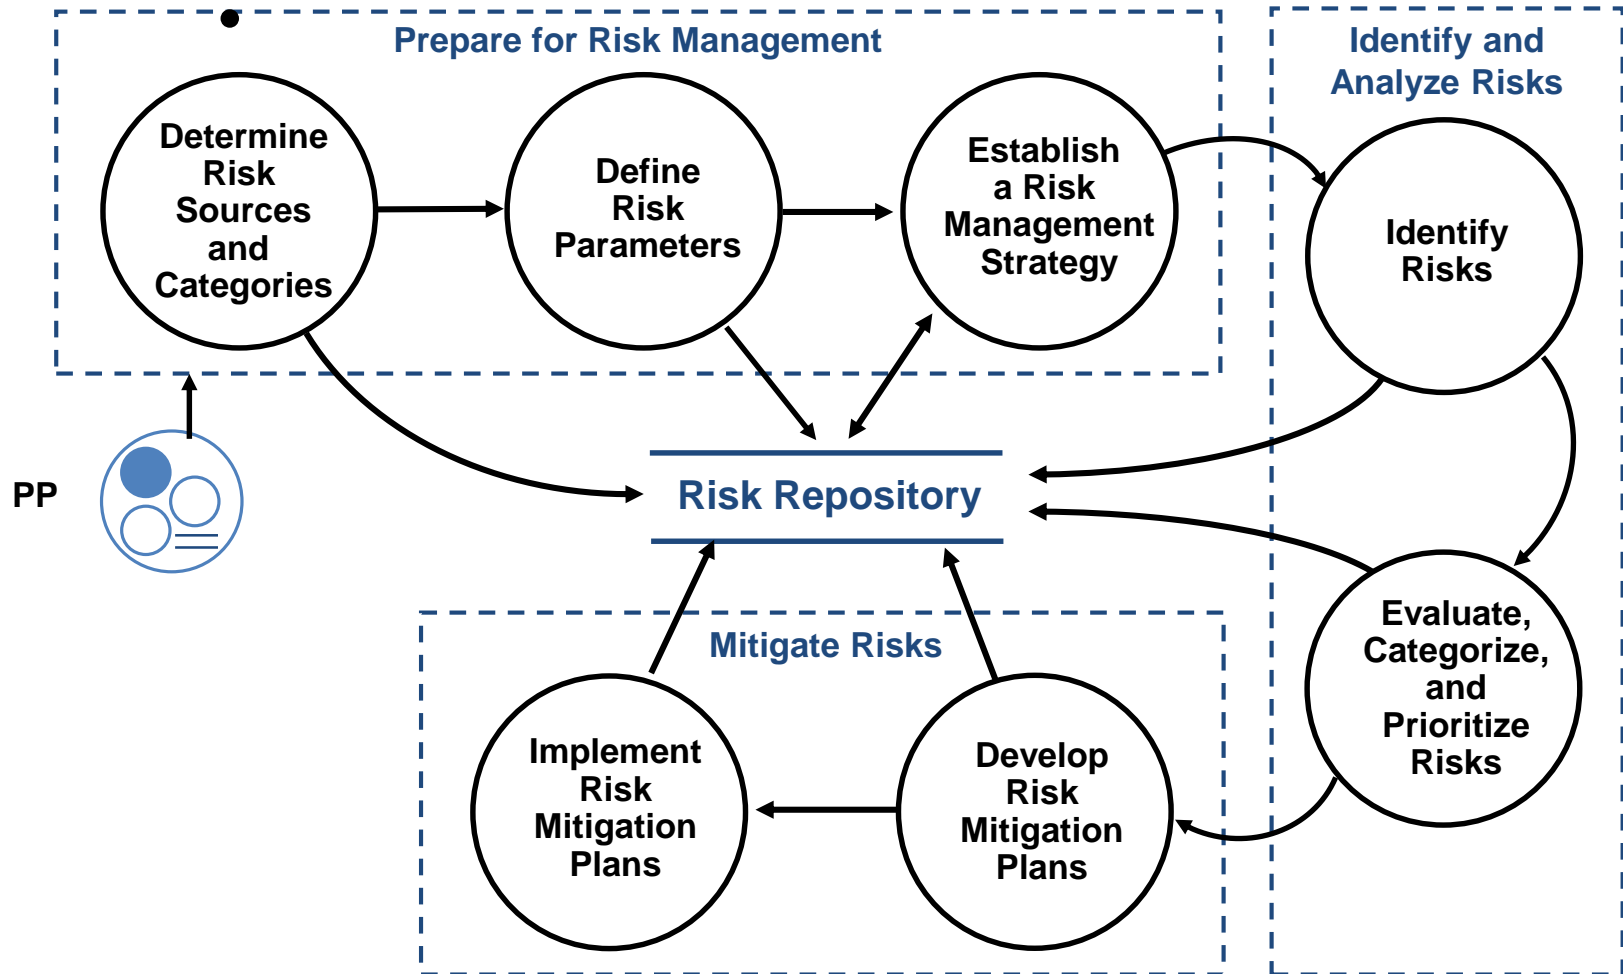 Prepare for Risk Management
Identify and
Analyze Risks
Determine
Risk
Sources
and
Categories
Define
Risk
Parameters
Establish
a Risk
Management
Strategy
Identify
Risks
PP
Risk Repository
Mitigate Risks
Implement
Risk
Mitigation
Plans
Develop
Risk
Mitigation
Plans
Evaluate,
Categorize,
and
Prioritize
Risks